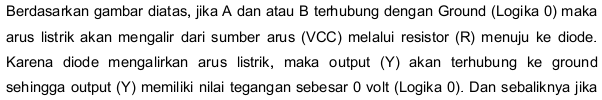 Berdasarkan gambar diatas, jika A dan atau B terhubung dengan Ground (Logika 0) maka
arus listrik akan mengalir dari sumber arus (VCC) melalui resistor (R) menuju ke diode.
Karena diode mengalirkan arus listrik, maka output (Y) akan terhubung ke ground
sehingga output (Y) memiliki nilai tegangan sebesar 0 volt (Logika 0). Dan sebaliknya jika